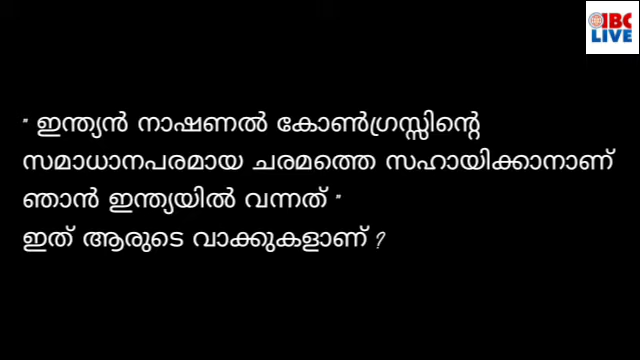 IBC
LIVE
" ഇന്ത്യൻ നാഷണൽ കോൺഗ്രസ്സിന്റെ
സമാധാനപരമായ ചരമത്തെ സഹായിക്കാനാണ്
ഞാൻ ഇന്ത്യയിൽ വന്നത് "
ഇത് ആരുടെ വാക്കുകളാണ് ?